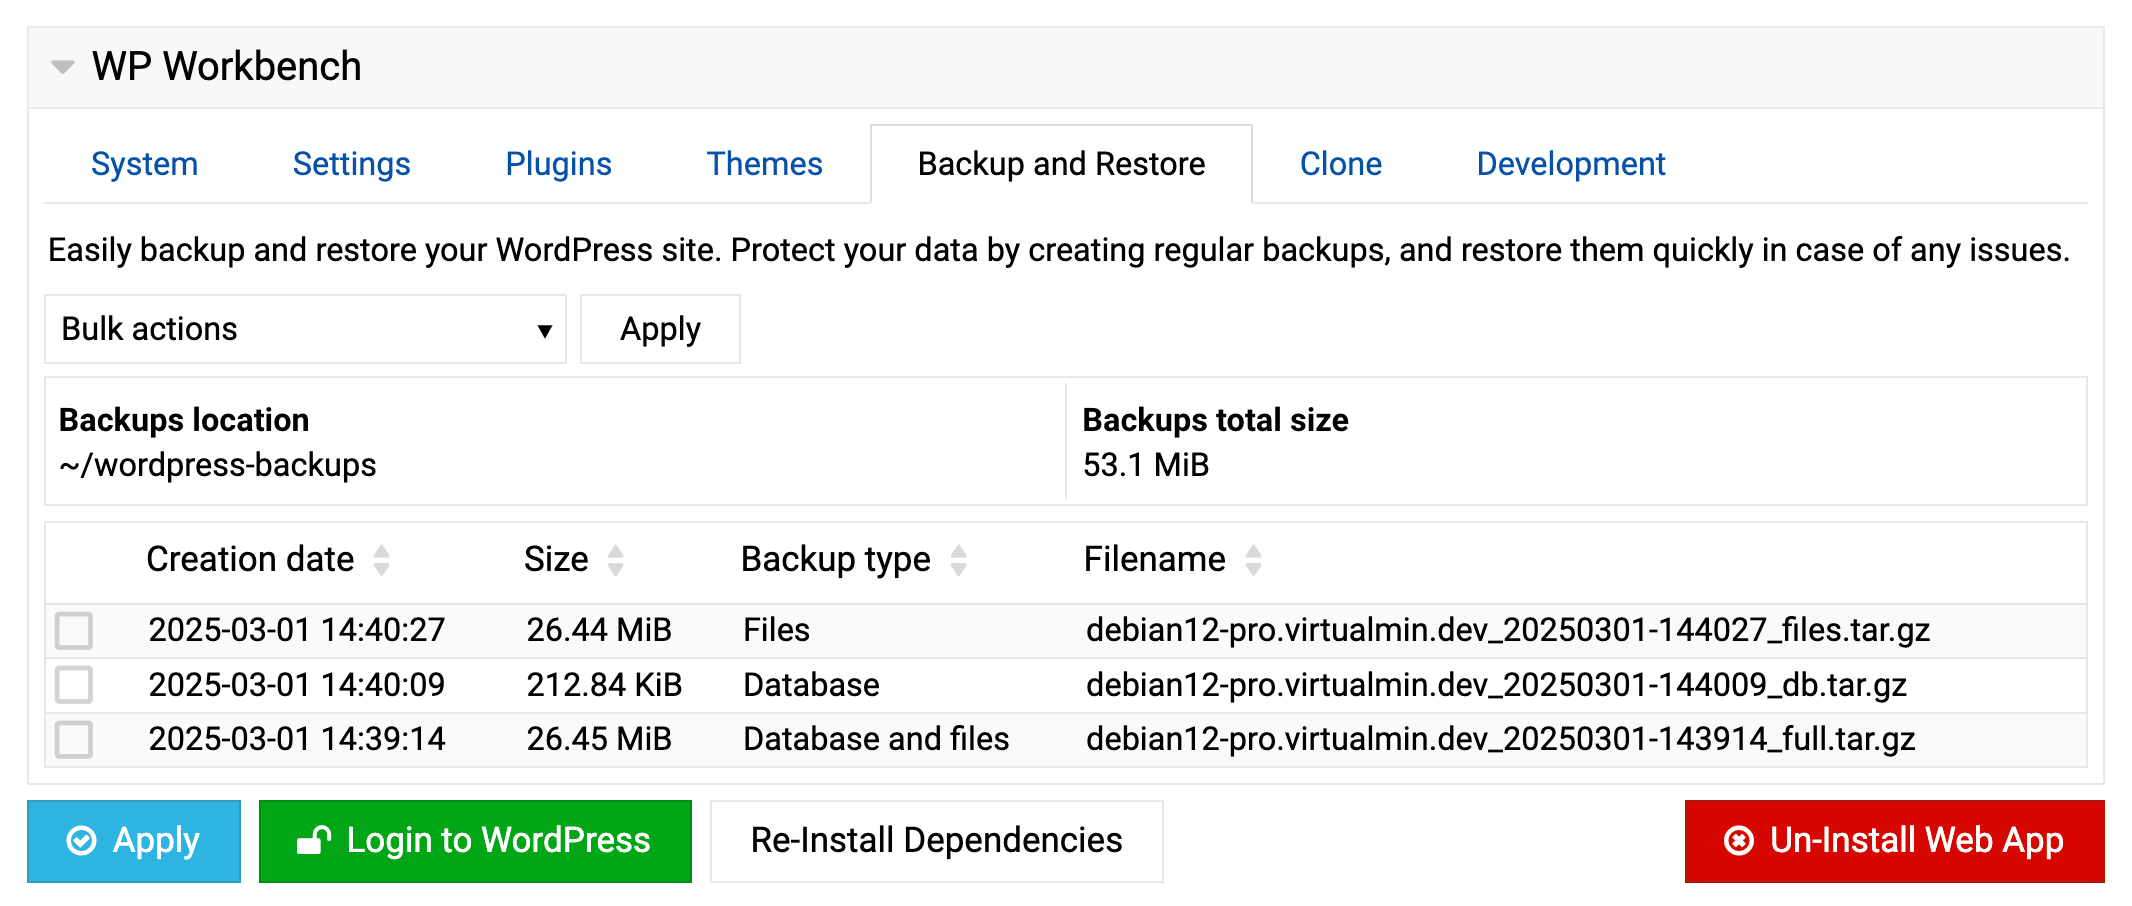 WP Workbench
System Settings Plugins Themes Backup and Restore Clone Development
Easily backup and restore your WordPress site. Protect your data by creating regular backups, and restore them quickly in case of any issues.
Bulk actions Apply
Backups location Backups total size
~/wordpress-backups 53.1 MiB
Creation date Size Backup type Filename
2025-03-01 14:40:27 26.44 MiB Files debian12-pro.virtualmin.dev_20250301-144027_files.tar.gz
2025-03-01 14:40:09 212.84 KiB Database debian12-pro.virtualmin.dev_20250301-144009_db.tar.gz
2025-03-01 14:39:14 26.45 MiB Database and files debian12-pro.virtualmin.dev_20250301-143914_full.tar.gz
Apply Login to WordPress Re-Install Dependencies Un-Install Web App